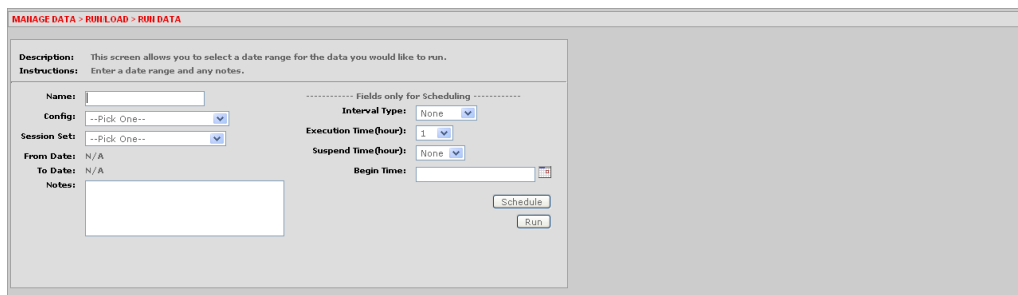 MANAGE DATA > RUN/LOAD > RUN DATA
Description: This screen allows you to select a date range for the data you would like to run.
Instructions: Enter a date range and any notes.
Name:
Config: --Pick One--
Session Set: --Pick One--
From Date: N/A
To Date: N/A
Notes:
------------ Fields only for Scheduling ------------
Interval Type: None
Execution Time(hour): 1
Suspend Time(hour): None
Begin Time:
Schedule
Run